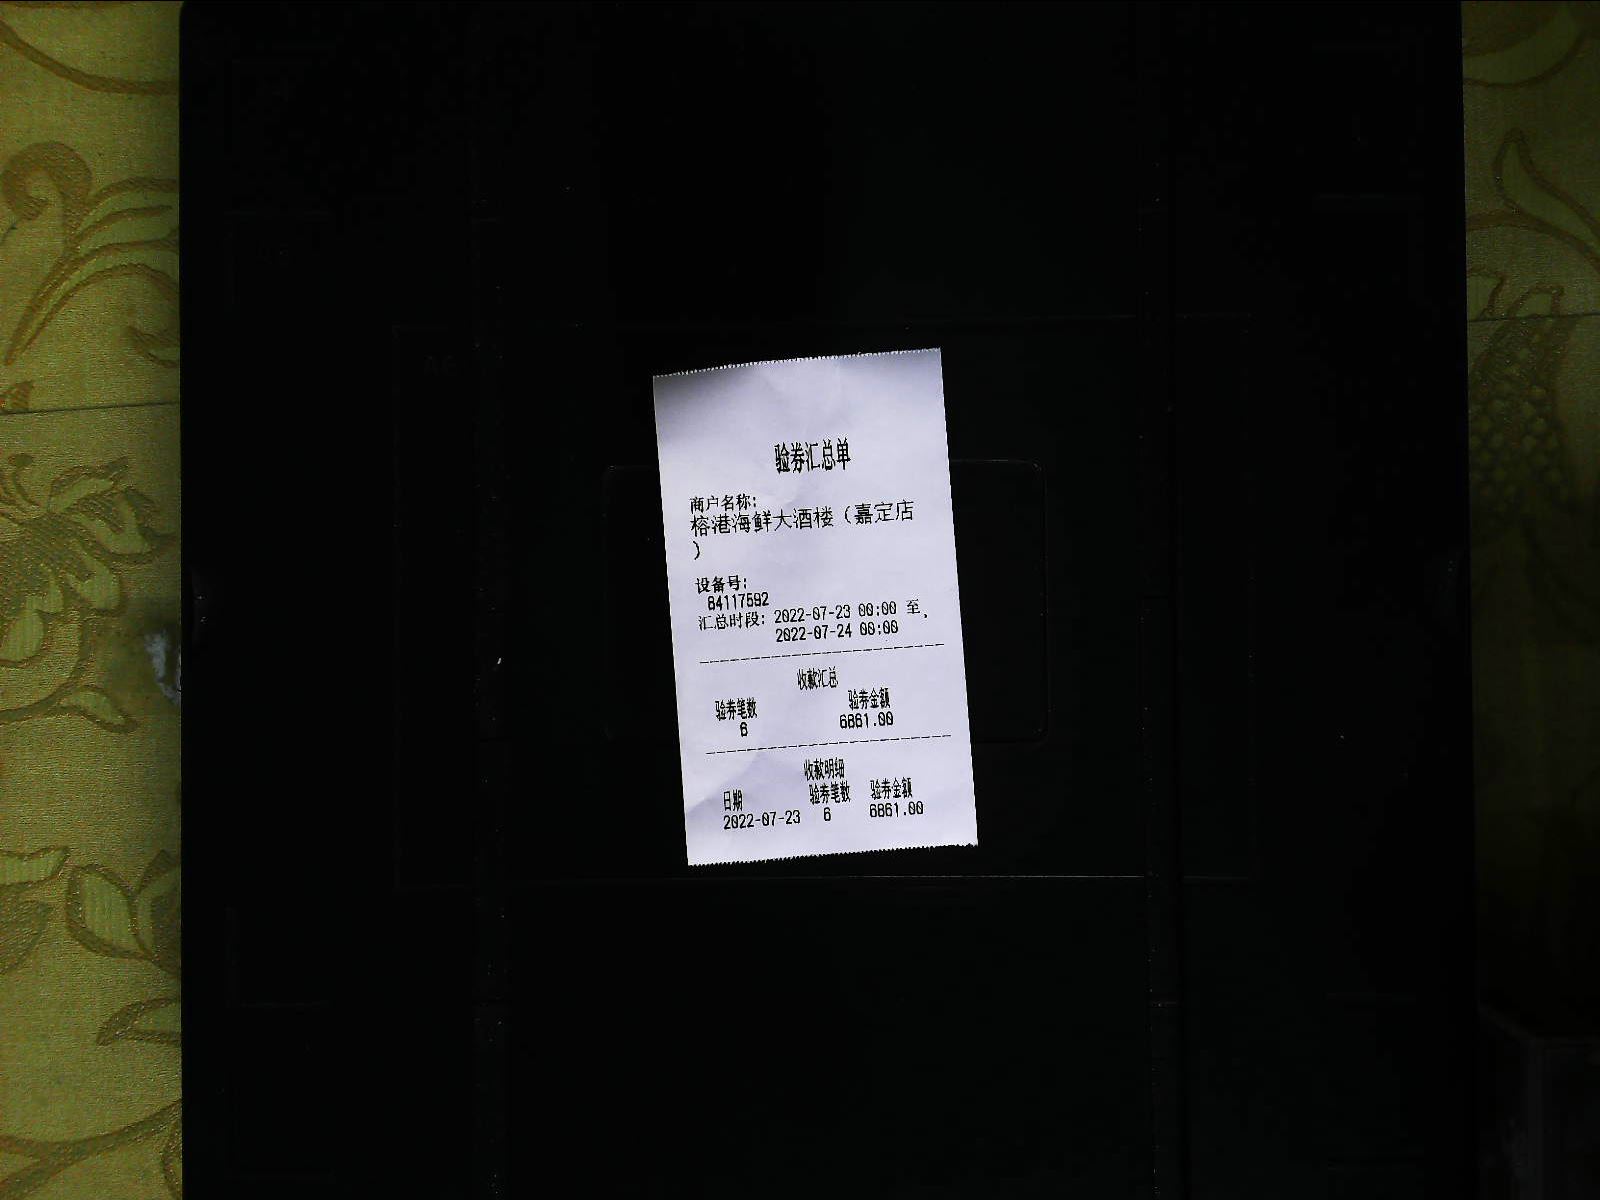 验券汇总单
商户名称:
榕港海鲜大酒楼（嘉定店
）
设备号:
84117592
汇总时段: 2022-07-23 00:00 至
2022-07-24 00:00
收款汇总
验券笔数 验券金额
6 6861.00
收款明细
日期 验券笔数 验券金额
2022-07-23 6 6861.00